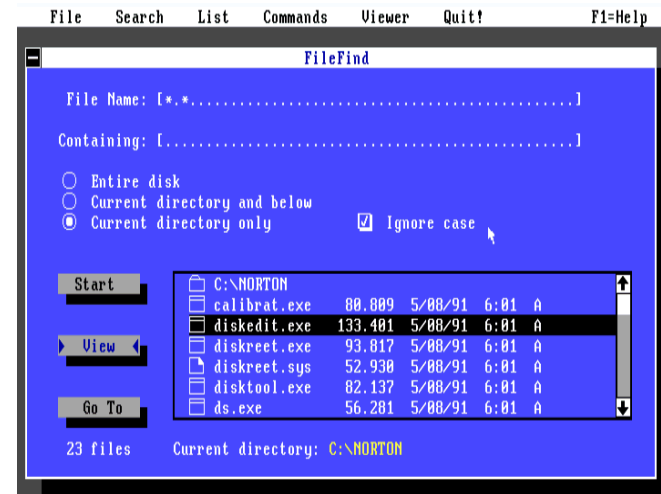 File Search List Commands Viewer Quit! F1=Help
FileFind
File Name: [*.*...............................................]
Containing: [..................................................]
Entire disk
Current directory and below
Current directory only Ignore case
Start
C:\NORTON
calibrat.exe 80.809 5/08/91 6:01 A
diskedit.exe 133.401 5/08/91 6:01 A
View
diskreet.exe 93.817 5/08/91 6:01 A
diskreet.sys 52.930 5/08/91 6:01 A
disktool.exe 82.137 5/08/91 6:01 A
Go To
ds.exe 56.281 5/08/91 6:01 A
23 files Current directory: C:\NORTON